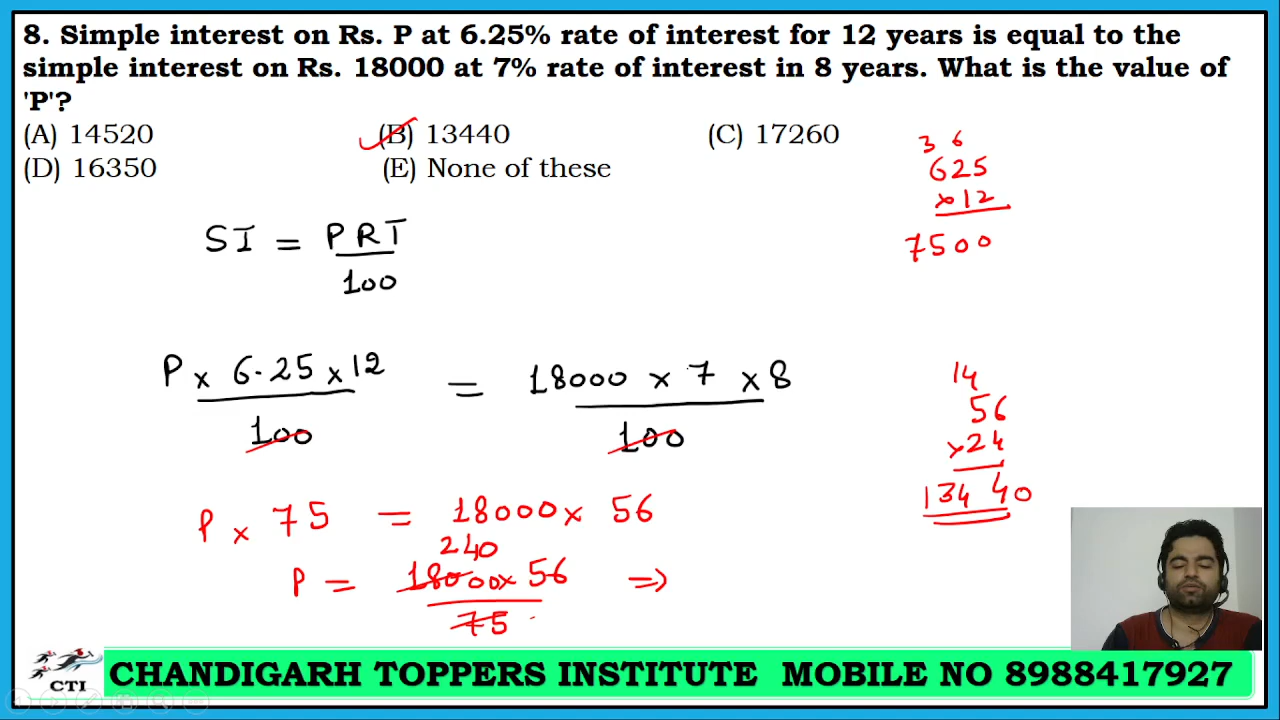 8. Simple interest on Rs. P at 6.25% rate of interest for 12 years is equal to the
simple interest on Rs. 18000 at 7% rate of interest in 8 years. What is the value of
'P'?
(A) 14520 (B) 13440 (C) 17260
(D) 16350 (E) None of these
3 6
625
×12
7500
SI = PRT
100
P × 6.25 × 12 = 18000 × 7 × 8
100 100
14
56
×24
13440
P × 75 = 18000 × 56
240
P = 18000 × 56 ⇒
75
CTI
CHANDIGARH TOPPERS INSTITUTE MOBILE NO 8988417927